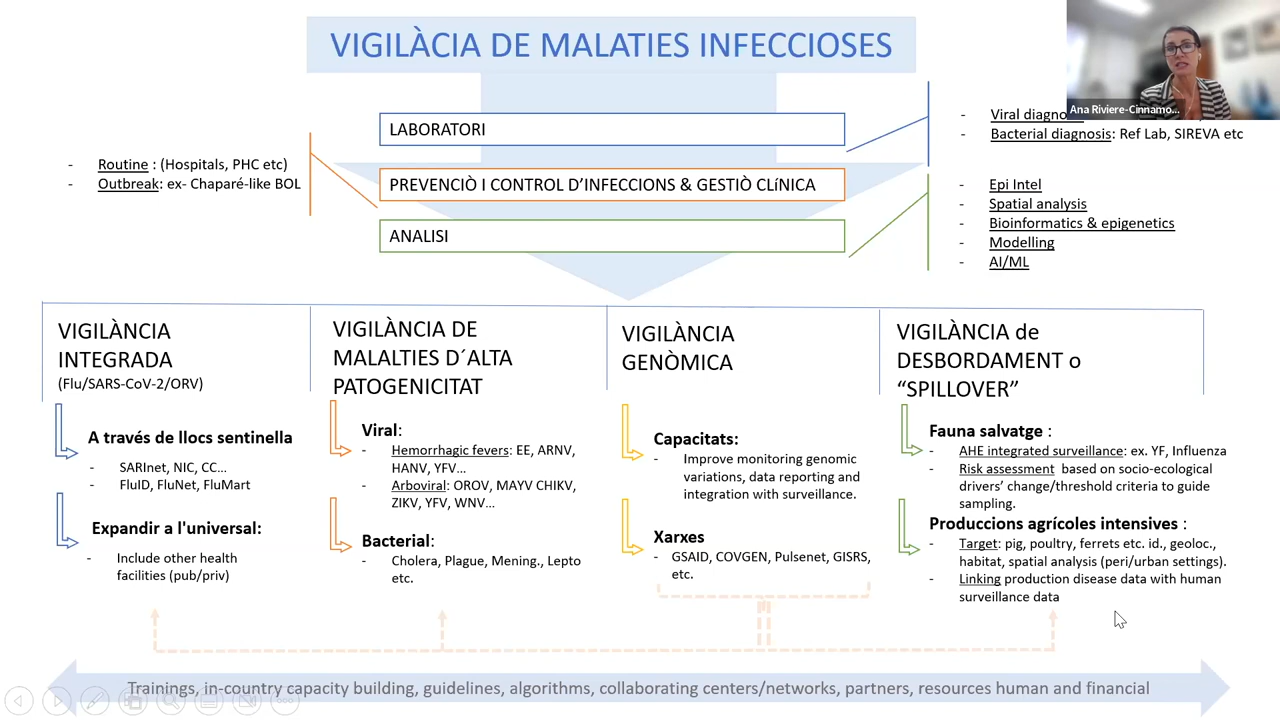 VIGILÀCIA DE MALATIES INFECCIOSES
Ana Riviere-Cinnamo...
LABORATORI
PREVENCIÒ I CONTROL D’INFECCIONS & GESTIÒ CLíNICA
ANALISI
- Routine : (Hospitals, PHC etc)
- Outbreak: ex- Chaparé-like BOL
- Viral
- Bacterial diagnosis: Ref Lab, SIREVA etc
- Epi Intel
- Spatial analysis
- Bioinformatics & epigenetics
- Modelling
- AI/ML
VIGILÀNCIA
INTEGRADA
(Flu/SARS-CoV-2/ORV)
A través de llocs sentinella
- SARInet, NIC, CC...
- FluID, FluNet, FluMart
Expandir a l'universal:
- Include other health
facilities (pub/priv)
VIGILÀNCIA DE
MALALTIES D´ALTA
PATOGENICITAT
Viral:
- Hemorrhagic fevers: EE, ARNV,
HANV, YFV...
- Arboviral: OROV, MAYV CHIKV,
ZIKV, YFV, WNV...
Bacterial:
- Cholera, Plague, Mening., Lepto
etc.
VIGILÀNCIA
GENÒMICA
Capacitats:
- Improve monitoring genomic
variations, data reporting and
integration with surveillance.
Xarxes
- GSAID, COVGEN, Pulsenet, GISRS,
etc.
VIGILÀNCIA de
DESBORDAMENT o
“SPILLOVER”
Fauna salvatge :
- AHE integrated surveillance: ex. YF, Influenza
- Risk assessment based on socio-ecological
drivers’ change/threshold criteria to guide
sampling.
Produccions agrícoles intensives :
- Target: pig, poultry, ferrets etc. id., geoloc.,
habitat, spatial analysis (peri/urban settings).
- Linking production disease data with human
surveillance data
Trainings, in-country capacity building, guidelines, algorithms, collaborating centers/networks, partners, resources human and financial